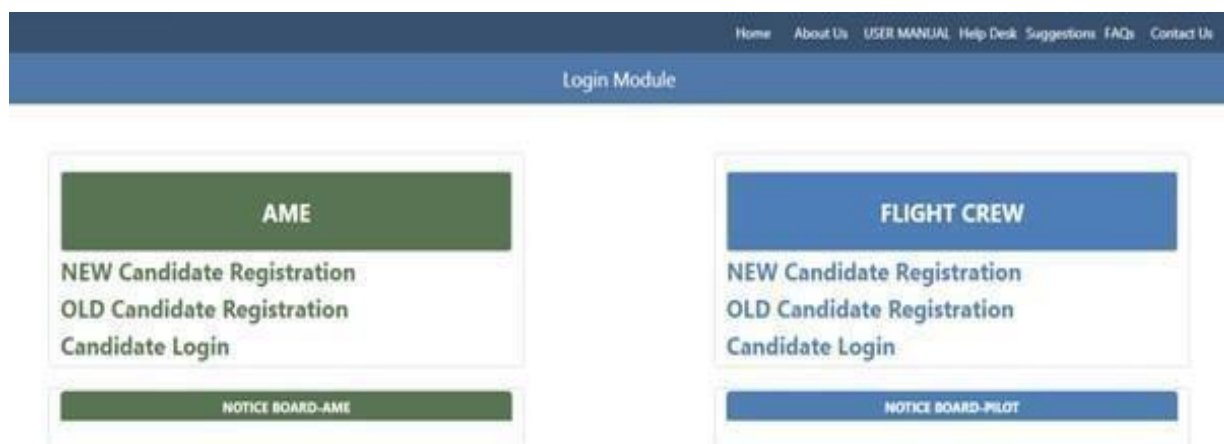 Home About Us USER MANUAL Help Desk Suggestions FAQs Contact Us
Login Module
AME
NEW Candidate Registration
OLD Candidate Registration
Candidate Login
NOTICE BOARD-AME
FLIGHT CREW
NEW Candidate Registration
OLD Candidate Registration
Candidate Login
NOTICE BOARD-PILOT